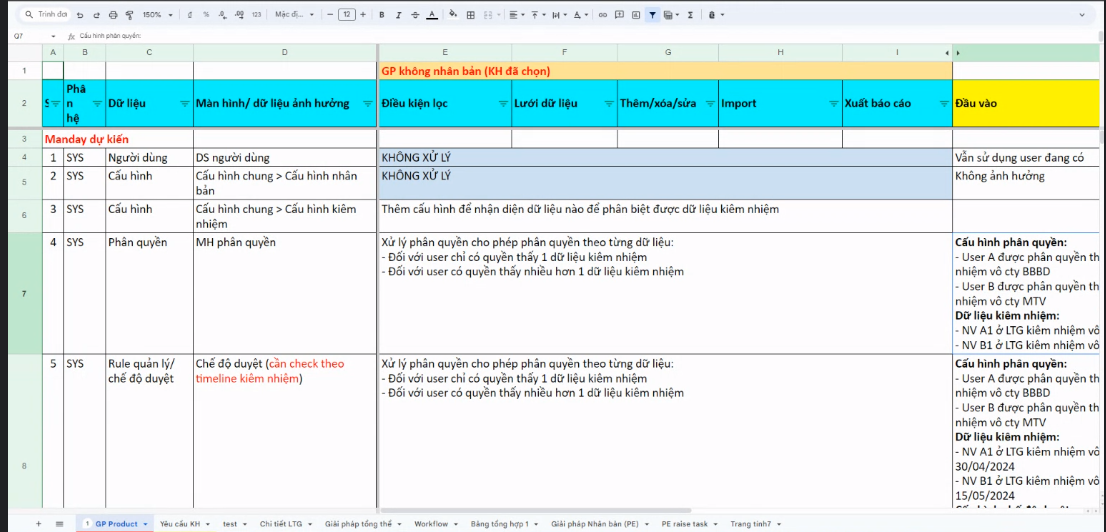 Trình đơ 150% đ % .0 .00 123 Mặc đị... − 12 + B I A
Q7 fx Cấu hình phân quyền:
A B C D E F G H I
1 GP không nhân bản (KH đã chọn)
2 S Phân hệ Dữ liệu Màn hình/ dữ liệu ảnh hưởng Điều kiện lọc Lưới dữ liệu Thêm/xóa/sửa Import Xuất báo cáo Đầu vào
3 Manday dự kiến
4 1 SYS Người dùng DS người dùng KHÔNG XỬ LÝ Vẫn sử dụng user đang có
5 2 SYS Cấu hình Cấu hình chung > Cấu hình nhân bản KHÔNG XỬ LÝ Không ảnh hưởng
6 3 SYS Cấu hình Cấu hình chung > Cấu hình kiêm nhiệm Thêm cấu hình để nhận diện dữ liệu nào để phân biệt được dữ liệu kiêm nhiệm
7 4 SYS Phân quyền MH phân quyền
Xử lý phân quyền cho phép phân quyền theo từng dữ liệu:
- Đối với user chỉ có quyền thấy 1 dữ liệu kiêm nhiệm
- Đối với user có quyền thấy nhiều hơn 1 dữ liệu kiêm nhiệm
Cấu hình phân quyền:
- User A được phân quyền th
nhiệm vô cty BBBD
- User B được phân quyền th
nhiệm vô cty MTV
Dữ liệu kiêm nhiệm:
- NV A1 ở LTG kiêm nhiệm vô
- NV B1 ở LTG kiêm nhiệm vô
8 5 SYS Rule quản lý/ chế độ duyệt Chế độ duyệt (cần check theo timeline kiêm nhiệm)
Xử lý phân quyền cho phép phân quyền theo từng dữ liệu:
- Đối với user chỉ có quyền thấy 1 dữ liệu kiêm nhiệm
- Đối với user có quyền thấy nhiều hơn 1 dữ liệu kiêm nhiệm
Cấu hình phân quyền:
- User A được phân quyền th
nhiệm vô cty BBBD
- User B được phân quyền th
nhiệm vô cty MTV
Dữ liệu kiêm nhiệm:
- NV A1 ở LTG kiêm nhiệm vô
30/04/2024
- NV B1 ở LTG kiêm nhiệm vô
15/05/2024
+ 1 GP Product Yêu cầu KH test Chi tiết LTG Giải pháp tổng thể Workflow Bảng tổng hợp 1 Giải pháp Nhân bản (PE) PE raise task Trang tính7